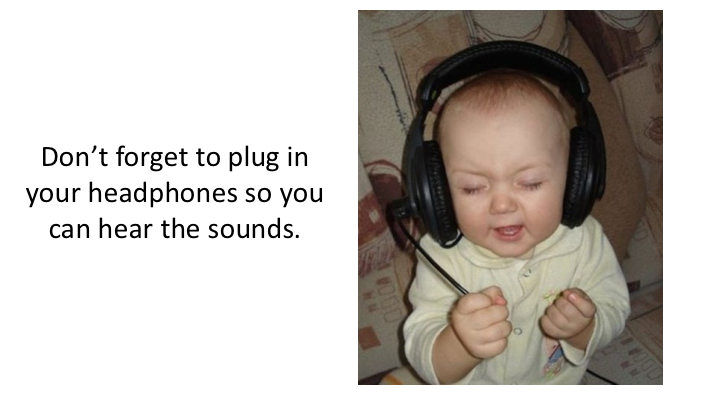 Don’t forget to plug in
your headphones so you
can hear the sounds.